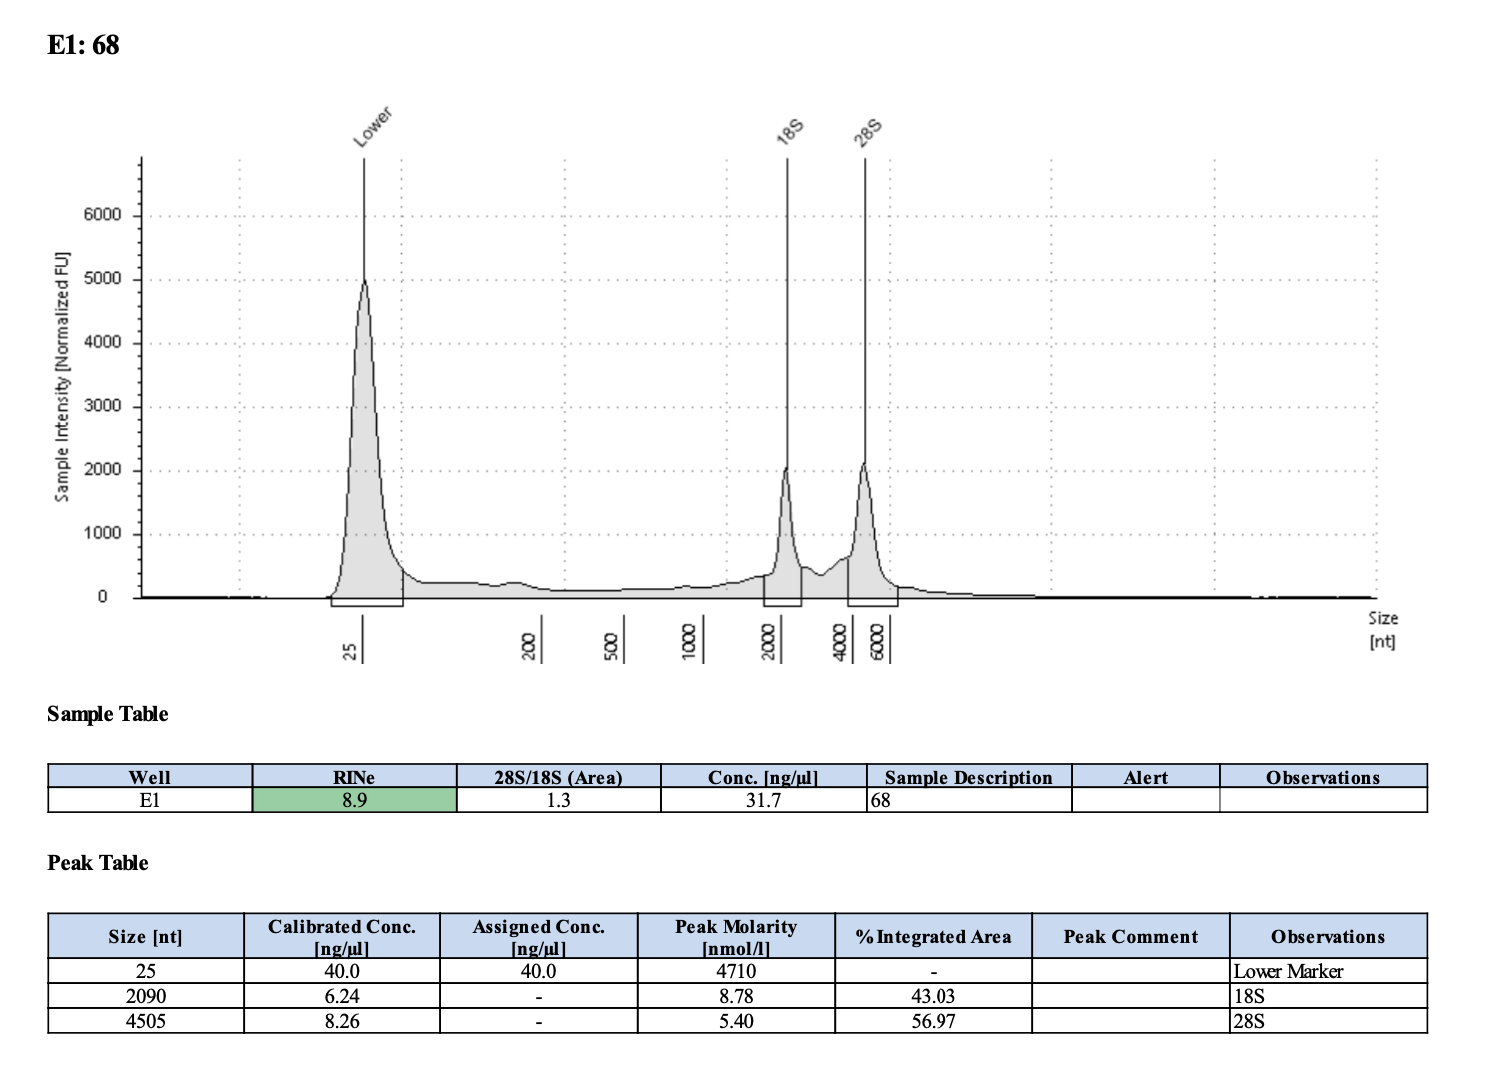 E1: 68
Lower
18S
28S
Sample Intensity [Normalized FU]
6000
5000
4000
3000
2000
1000
0
25
200
500
1000
2000
4000
6000
Size
[nt]
Sample Table
Well RINe 28S/18S (Area) Conc. [ng/µl] Sample Description Alert Observations
E1 8.9 1.3 31.7 68
Peak Table
Size [nt] Calibrated Conc. [ng/µl] Assigned Conc. [ng/µl] Peak Molarity [nmol/l] % Integrated Area Peak Comment Observations
25 40.0 40.0 4710 - Lower Marker
2090 6.24 - 8.78 43.03 18S
4505 8.26 - 5.40 56.97 28S